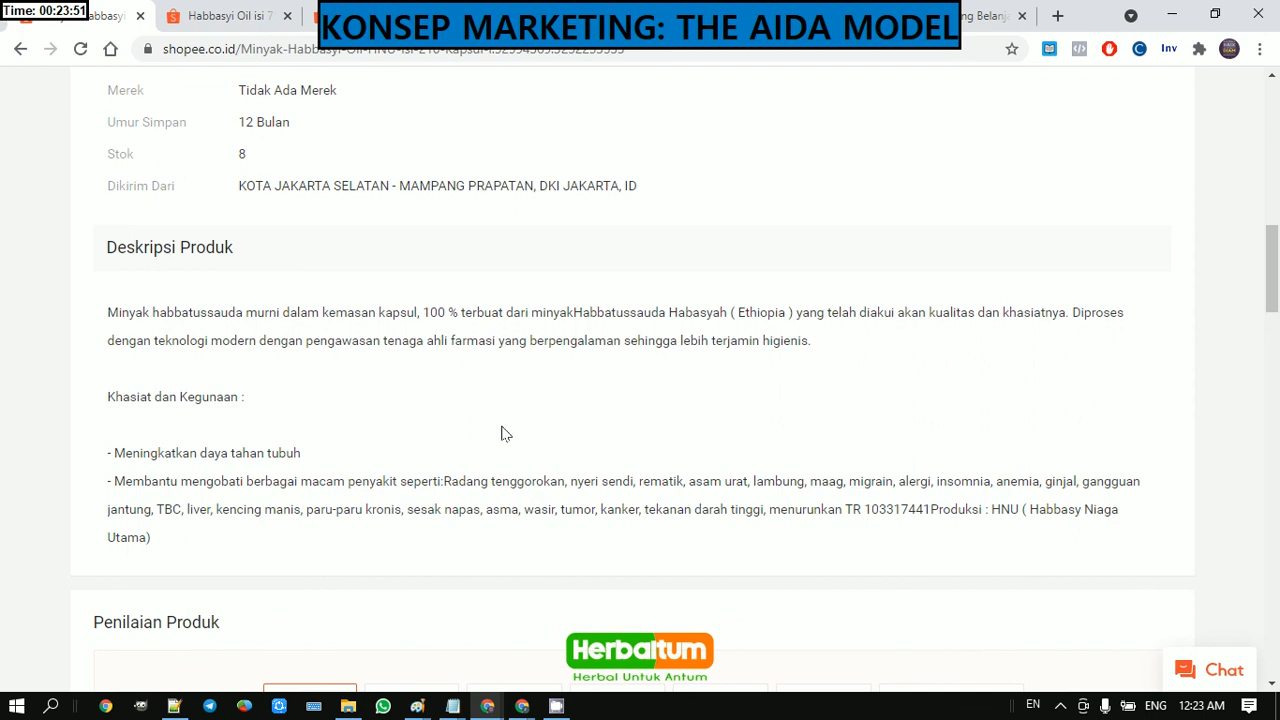 Time: 00:23:51
Habbasyi Oil isi 7
KONSEP MARKETING: THE AIDA MODEL
shopee.co.id/Minyak-Habbasyi-Oil-HNU-isi-210-Kapsul-i.
Inv
Merek Tidak Ada Merek
Umur Simpan 12 Bulan
Stok 8
Dikirim Dari KOTA JAKARTA SELATAN - MAMPANG PRAPATAN, DKI JAKARTA, ID
Deskripsi Produk
Minyak habbatussauda murni dalam kemasan kapsul, 100 % terbuat dari minyakHabbatussauda Habasyah ( Ethiopia ) yang telah diakui akan kualitas dan khasiatnya. Diproses
dengan teknologi modern dengan pengawasan tenaga ahli farmasi yang berpengalaman sehingga lebih terjamin higienis.
Khasiat dan Kegunaan :
- Meningkatkan daya tahan tubuh
- Membantu mengobati berbagai macam penyakit seperti:Radang tenggorokan, nyeri sendi, rematik, asam urat, lambung, maag, migrain, alergi, insomnia, anemia, ginjal, gangguan
jantung, TBC, liver, kencing manis, paru-paru kronis, sesak napas, asma, wasir, tumor, kanker, tekanan darah tinggi, menurunkan TR 103317441Produksi : HNU ( Habbasy Niaga
Utama)
Penilaian Produk
Herbaltum
Herbal Untuk Antum
Chat
EN
ENG
12:23 AM